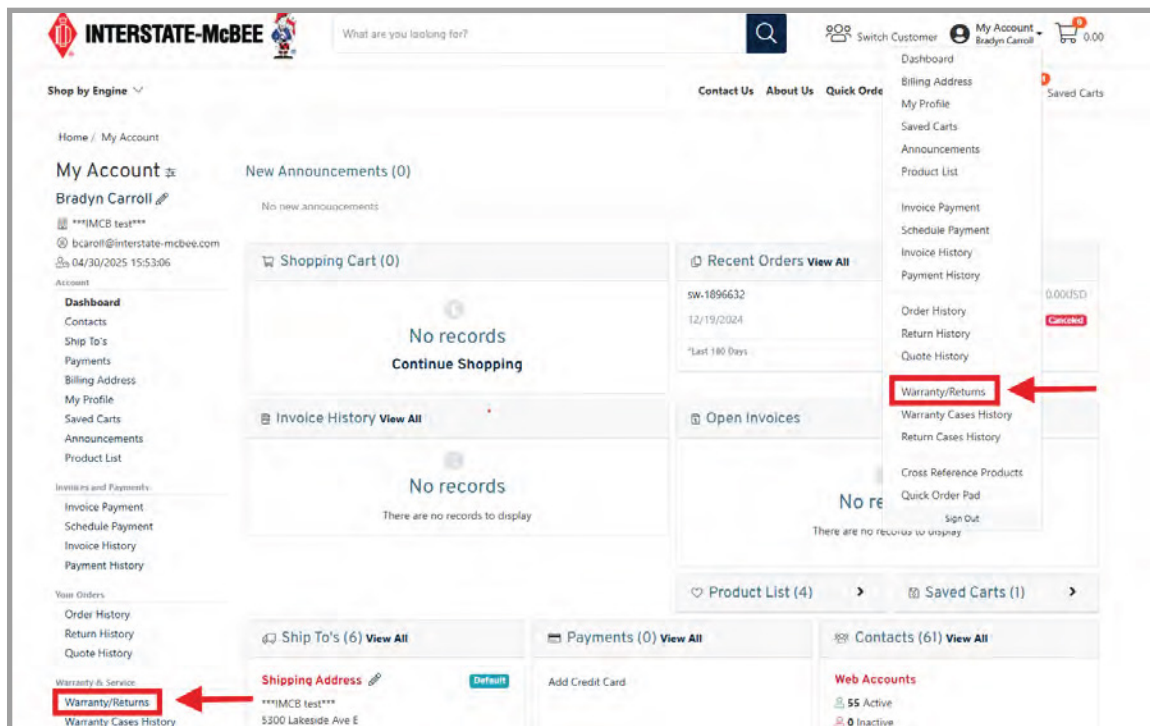 INTERSTATE-McBEE
What are you looking for?
Switch Customer
My Account
Bradyn Carroll
0
0.00
Shop by Engine
Contact Us About Us Quick Orde
Saved Carts
Dashboard
Billing Address
My Profile
Saved Carts
Announcements
Product List
Invoice Payment
Schedule Payment
Invoice History
Payment History
Order History
Return History
Quote History
Warranty/Returns
Warranty Cases History
Return Cases History
Cross Reference Products
Quick Order Pad
Sign Out
Home / My Account
My Account
Bradyn Carroll
***IMCB test***
bcaroll@interstate-mcbee.com
04/30/2025 15:53:06
Account
Dashboard
Contacts
Ship To's
Payments
Billing Address
My Profile
Saved Carts
Announcements
Product List
Invoices and Payments
Invoice Payment
Schedule Payment
Invoice History
Payment History
Your Orders
Order History
Return History
Quote History
Warranty & Service
Warranty/Returns
Warranty Cases History
New Announcements (0)
No new announcements
Shopping Cart (0)
No records
Continue Shopping
Recent Orders View All
sw-1896632
0.00USD
12/19/2024
Canceled
*Last 180 Days
Invoice History View All
No records
There are no records to display
Open Invoices
No re
There are no records to display
Product List (4)
Saved Carts (1)
Ship To's (6) View All
Shipping Address
Default
***IMCB test***
5300 Lakeside Ave E
Payments (0) View All
Add Credit Card
Contacts (61) View All
Web Accounts
55 Active
0 Inactive